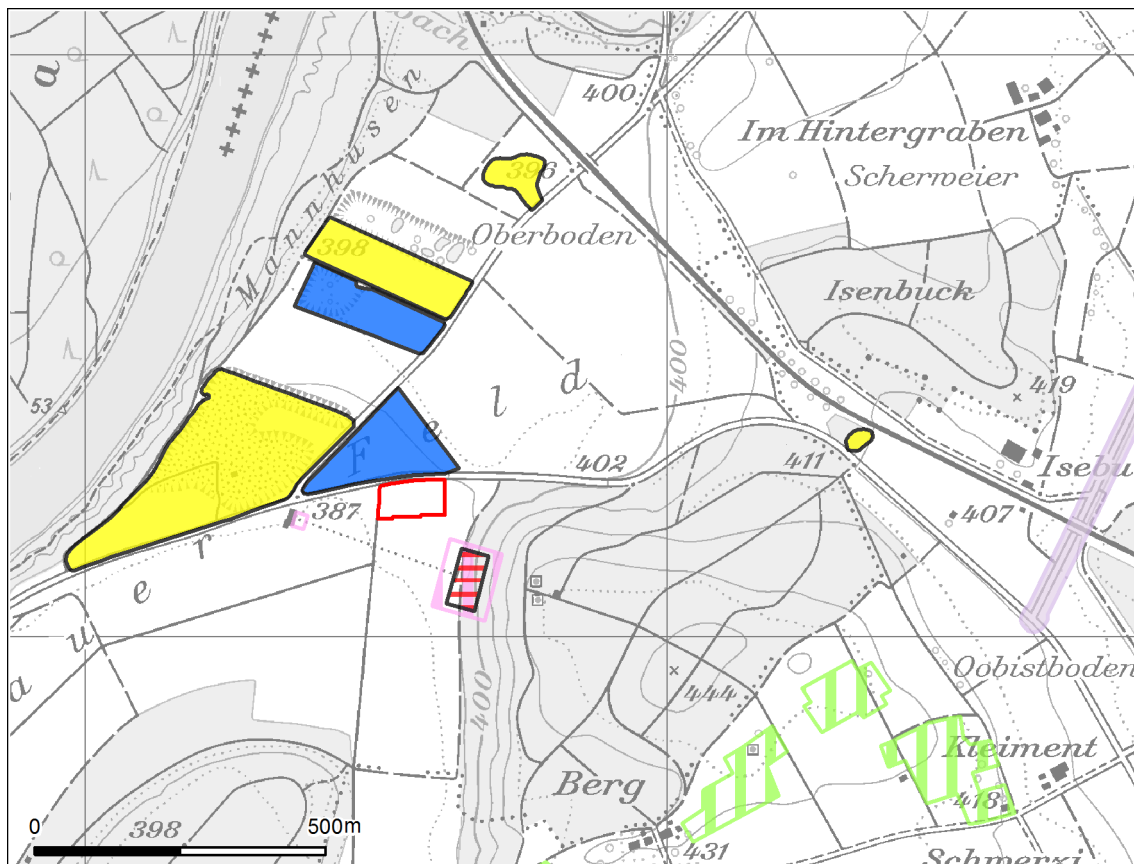 bach
a
400
Im Hintergraben
Mannhusen
396
Schermeier
Oberboden
398
Isenbuck
400
d
419
53
l
e
F
402
411
Isebu
387
407
r
e
u
a
Oobistboden
444
400
Kleiment
Berg
418
0 500m
398
431
Schmerzi